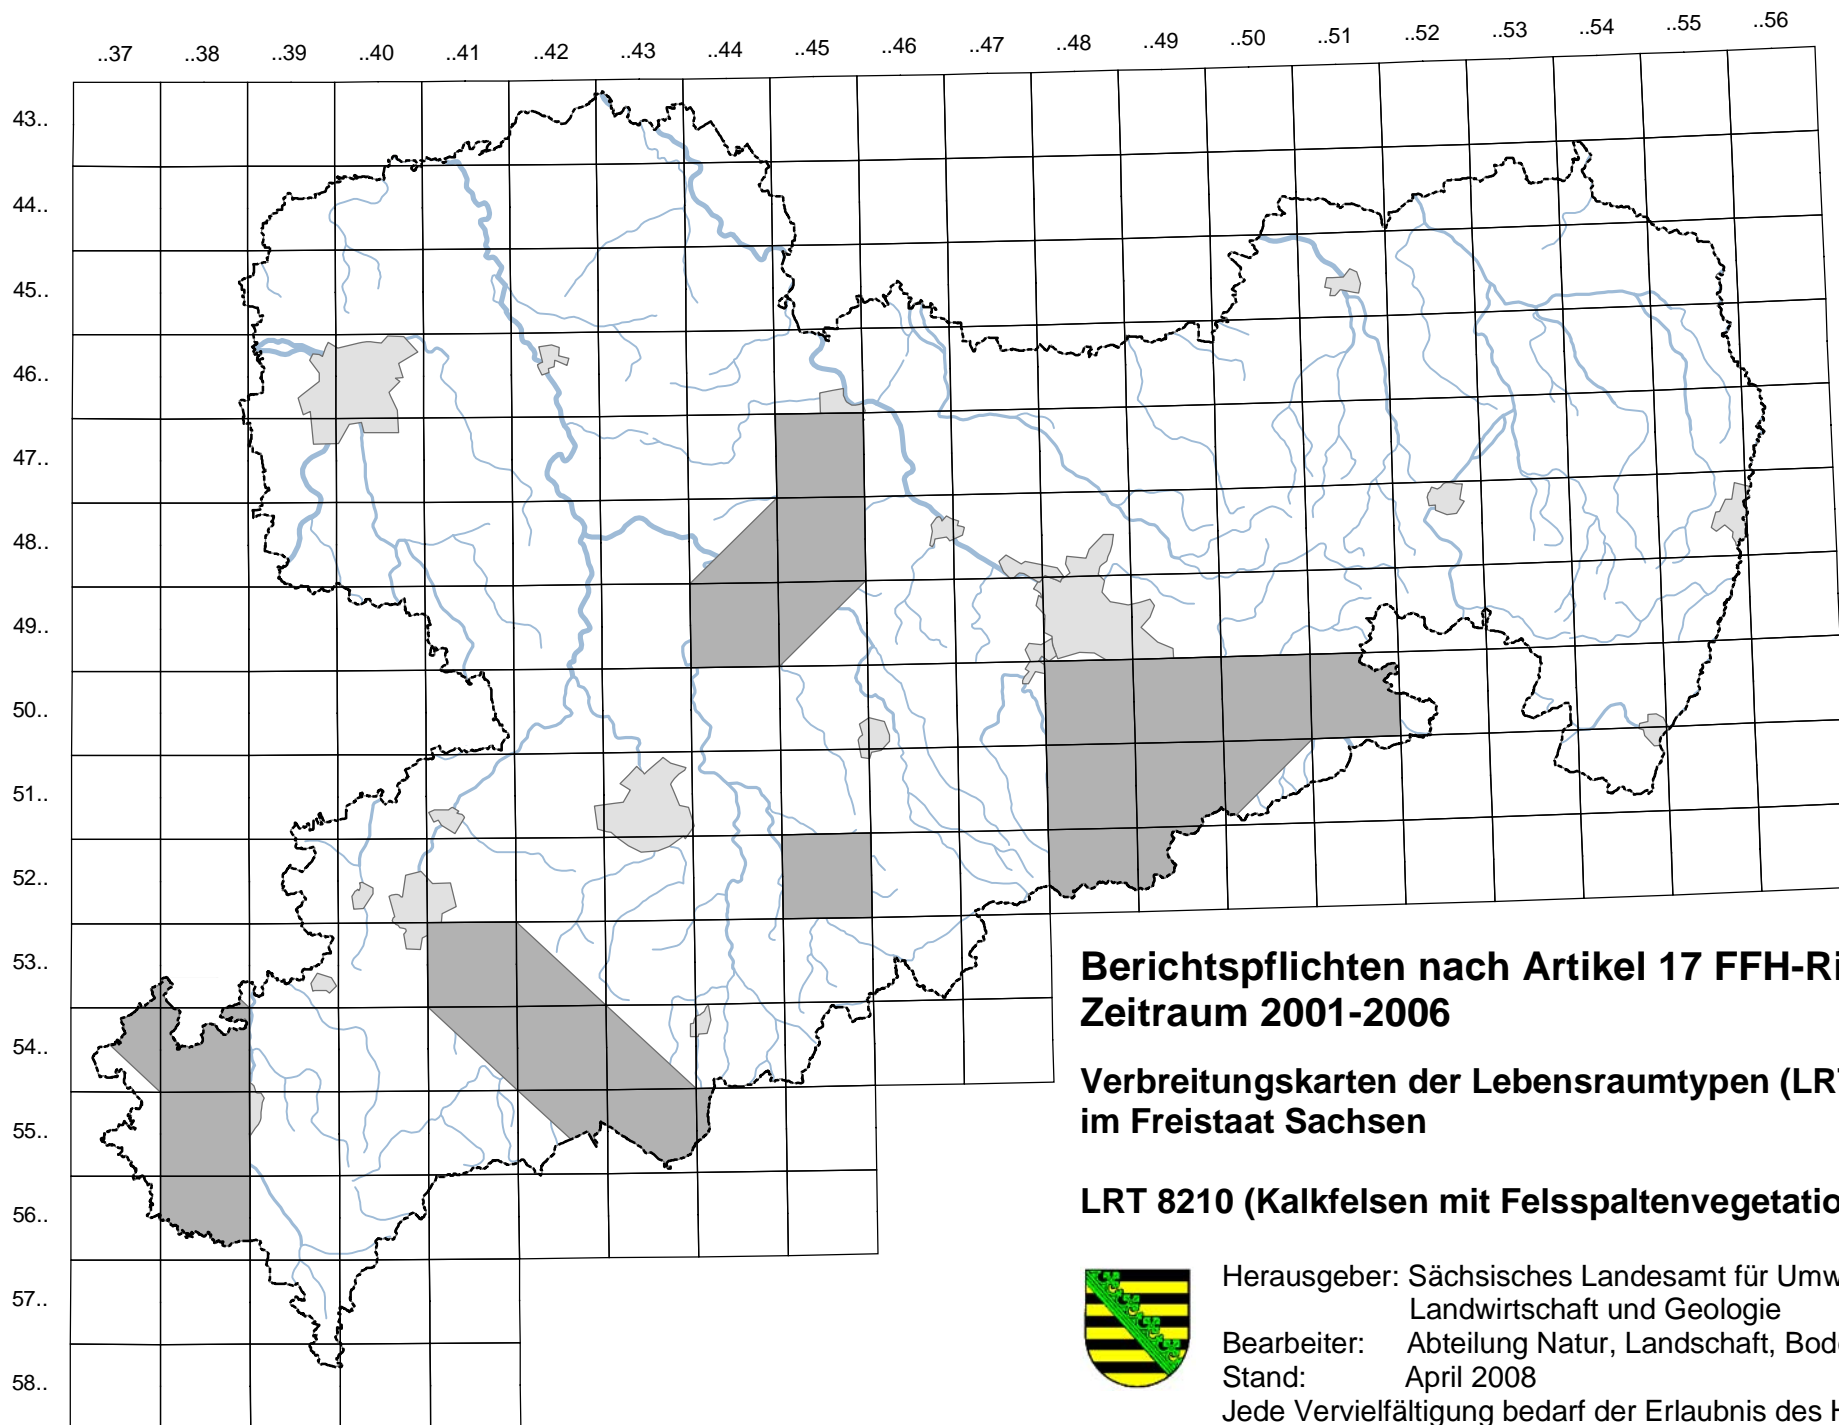 ..37 ..38 ..39 ..40 ..41 ..42 ..43 ..44 ..45 ..46 ..47 ..48 ..49 ..50 ..51 ..52 ..53 ..54 ..55 ..56
43..
44..
45..
46..
47..
48..
49..
50..
51..
52..
53..
54..
55..
56..
57..
58..
Berichtspflichten nach Artikel 17 FFH-Ri
Zeitraum 2001-2006
Verbreitungskarten der Lebensraumtypen (LRT
im Freistaat Sachsen
LRT 8210 (Kalkfelsen mit Felsspaltenvegetatio
Herausgeber: Sächsisches Landesamt für Umw
Landwirtschaft und Geologie
Bearbeiter: Abteilung Natur, Landschaft, Bod
Stand: April 2008
Jede Vervielfältigung bedarf der Erlaubnis des H